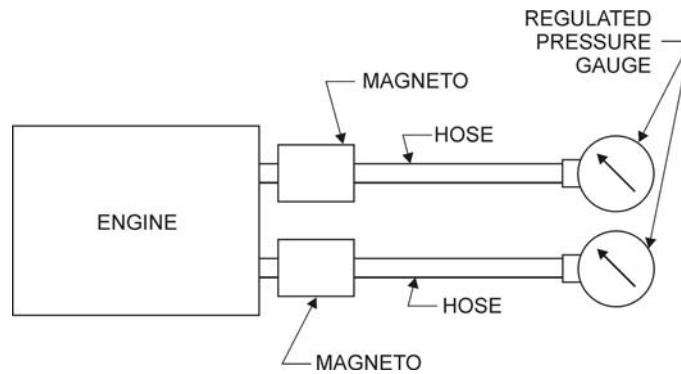 REGULATED
PRESSURE
GAUGE
MAGNETO
HOSE
ENGINE
HOSE
MAGNETO